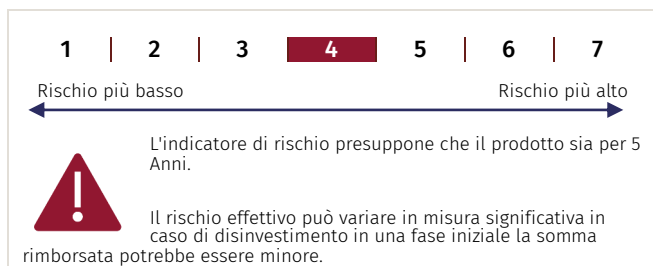 1 | 2 | 3 | 4 | 5 | 6 | 7
Rischio più basso Rischio più alto
L'indicatore di rischio presuppone che il prodotto sia per 5
Anni.
Il rischio effettivo può variare in misura significativa in
caso di disinvestimento in una fase iniziale la somma
rimborsata potrebbe essere minore.